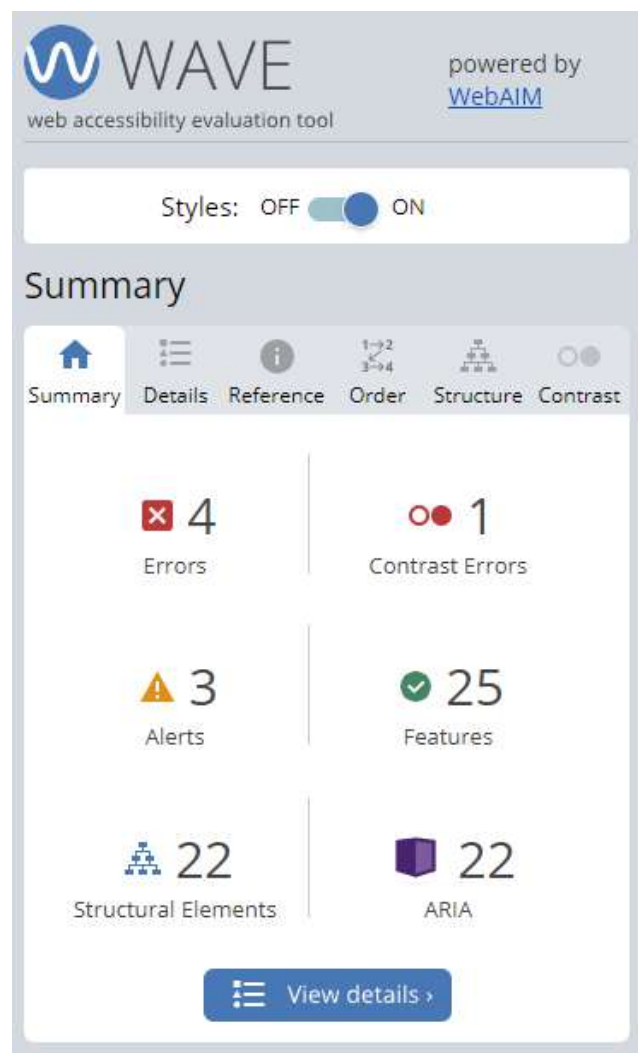 WAVE
powered by
WebAIM
web accessibility evaluation tool
Styles: OFF ON
Summary
1→2
3→4
Summary Details Reference Order Structure Contrast
4 1
Errors Contrast Errors
3 25
Alerts Features
22 22
Structural Elements ARIA
View details ›